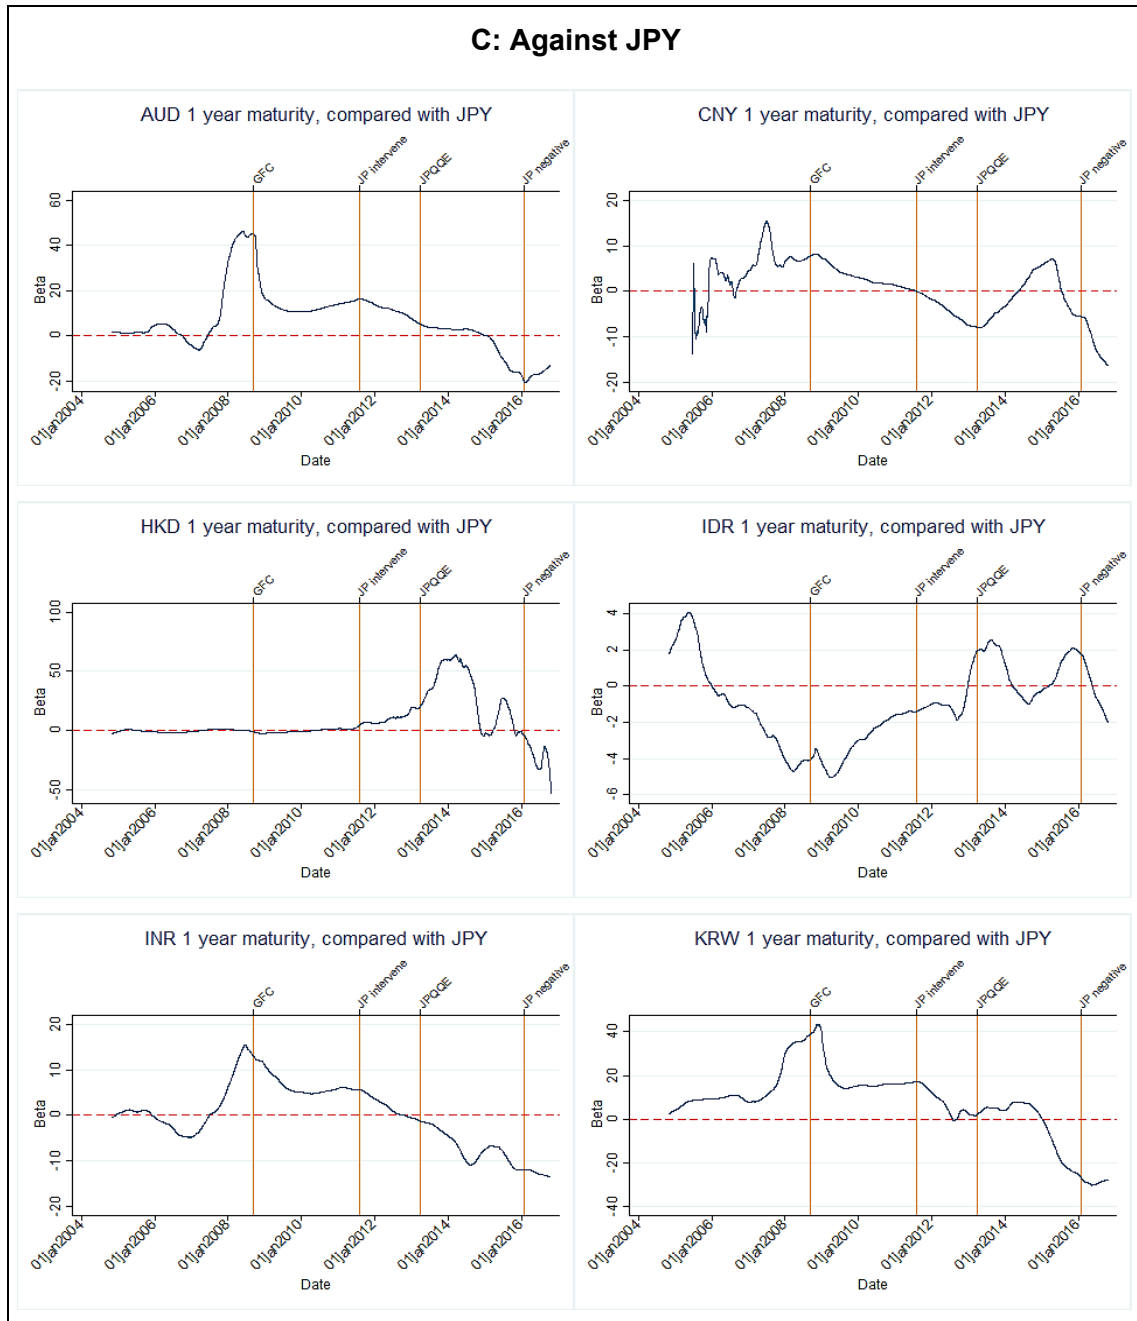 C: Against JPY
AUD 1 year maturity, compared with JPY
GFC
JP intervene
JPQQE
JP negative
60
40
20
0
-20
Beta
01jan2004
01jan2006
01jan2008
01jan2010
01jan2012
01jan2014
01jan2016
Date
CNY 1 year maturity, compared with JPY
GFC
JP intervene
JPQQE
JP negative
20
10
0
-10
-20
Beta
01jan2004
01jan2006
01jan2008
01jan2010
01jan2012
01jan2014
01jan2016
Date
HKD 1 year maturity, compared with JPY
GFC
JP intervene
JPQQE
JP negative
100
50
0
-50
Beta
01jan2004
01jan2006
01jan2008
01jan2010
01jan2012
01jan2014
01jan2016
Date
IDR 1 year maturity, compared with JPY
GFC
JP intervene
JPQQE
JP negative
4
2
0
-2
-4
-6
Beta
01jan2004
01jan2006
01jan2008
01jan2010
01jan2012
01jan2014
01jan2016
Date
INR 1 year maturity, compared with JPY
GFC
JP intervene
JPQQE
JP negative
20
10
0
-10
-20
Beta
01jan2004
01jan2006
01jan2008
01jan2010
01jan2012
01jan2014
01jan2016
Date
KRW 1 year maturity, compared with JPY
GFC
JP intervene
JPQQE
JP negative
40
20
0
-20
-40
Beta
01jan2004
01jan2006
01jan2008
01jan2010
01jan2012
01jan2014
01jan2016
Date